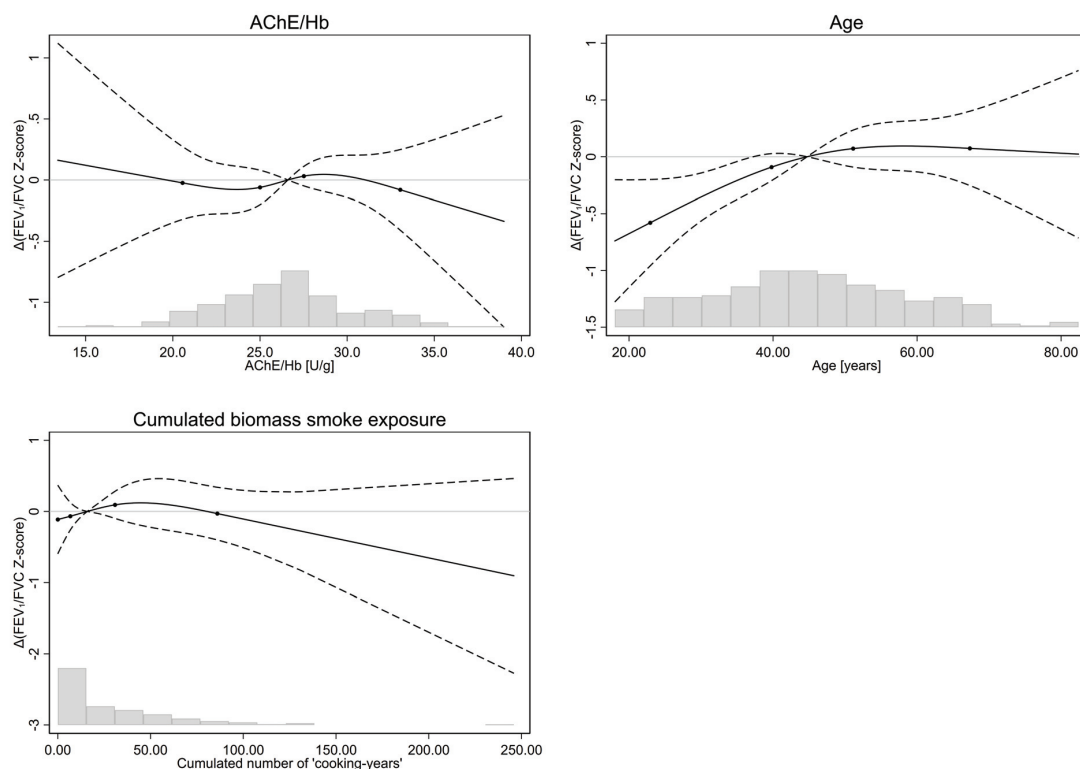 AChE/Hb
Δ(FEV₁/FVC Z-score)
1
.5
0
-.5
-1
15.0 20.0 25.0 30.0 35.0 40.0
AChE/Hb [U/g]
Age
Δ(FEV₁/FVC Z-score)
1
.5
0
-.5
-1
-1.5
20.00 40.00 60.00 80.00
Age [years]
Cumulated biomass smoke exposure
Δ(FEV₁/FVC Z-score)
1
0
-1
-2
-3
0.00 50.00 100.00 150.00 200.00 250.00
Cumulated number of 'cooking-years'